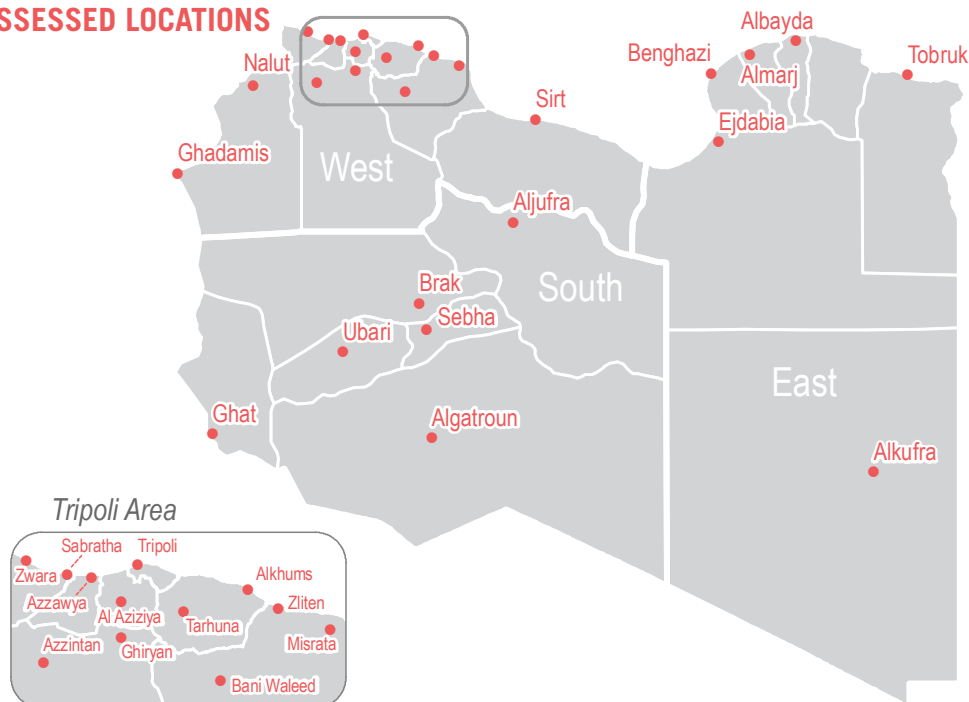 SSESSED LOCATIONS
Albayda
Benghazi
Almarj
Tobruk
Nalut
Sirt
Ejdabia
Ghadamis
West
Aljufra
South
Brak
Sebha
Ubari
East
Ghat
Algatroun
Alkufra
Tripoli Area
Sabratha
Tripoli
Zwara
Alkhums
Azzawya
Zliten
Al Aziziya
Tarhuna
Azzintan
Ghiryan
Misrata
Bani Waleed